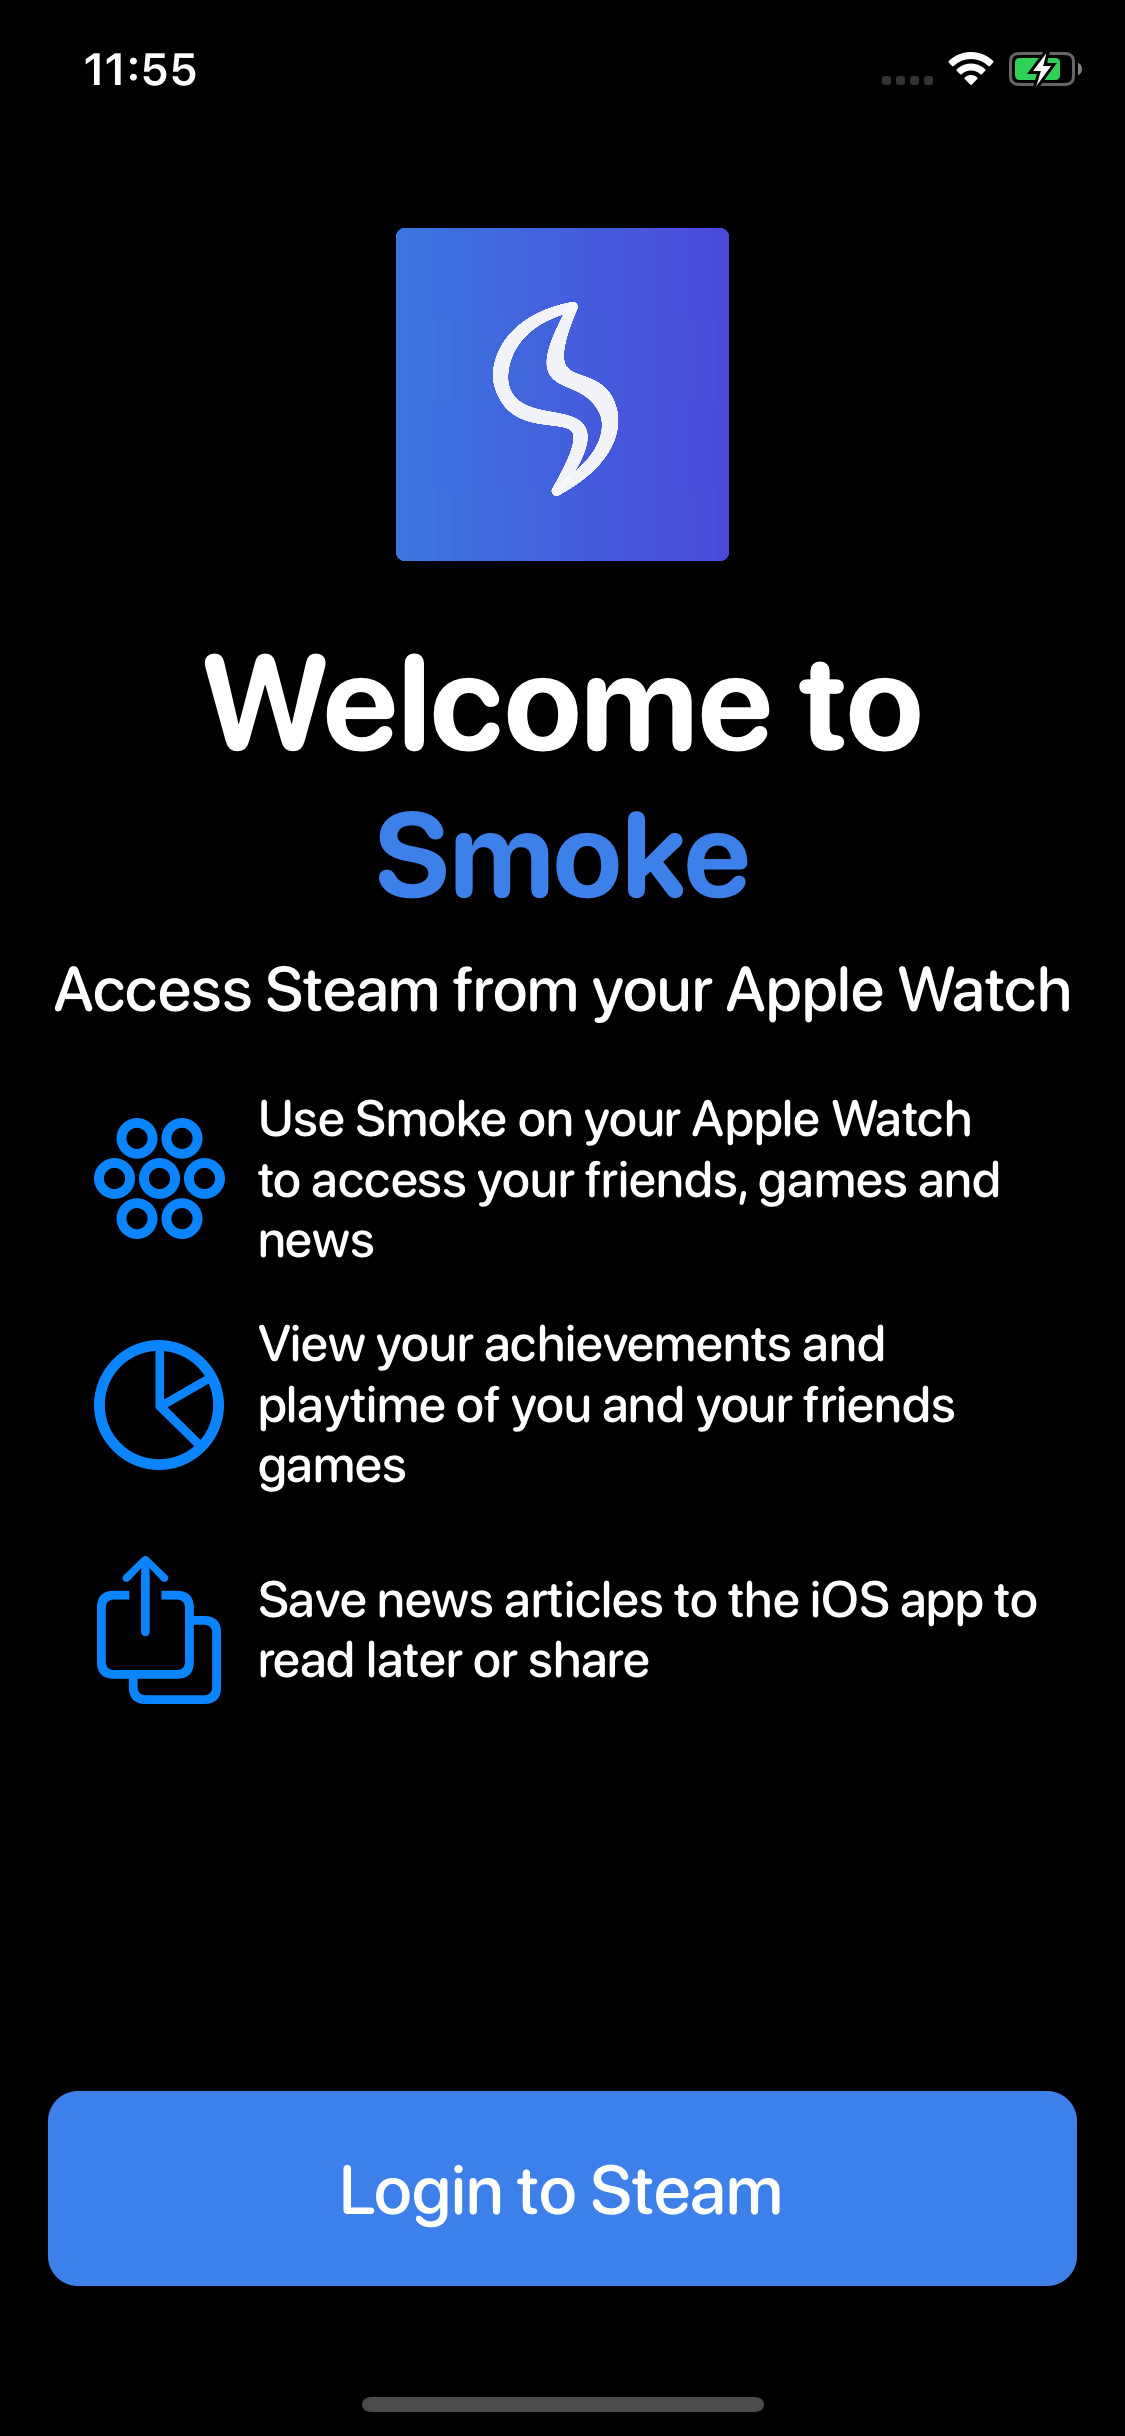 11:55
Welcome to
Smoke
Access Steam from your Apple Watch
Use Smoke on your Apple Watch
to access your friends, games and
news
View your achievements and
playtime of you and your friends
games
Save news articles to the iOS app to
read later or share
Login to Steam